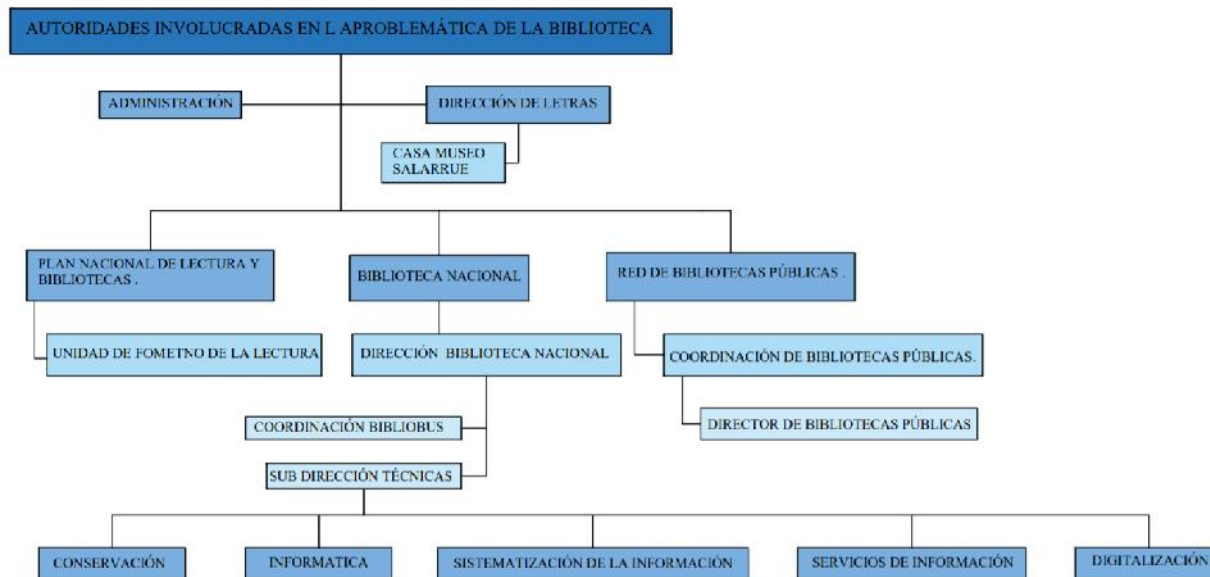 AUTORIDADES INVOLUCRADAS EN L APROBLEMÁTICA DE LA BIBLIOTECA
ADMINISTRACIÓN
DIRECCIÓN DE LETRAS
CASA MUSEO
SALARRUE
PLAN NACIONAL DE LECTURA Y
BIBLIOTECAS .
BIBLIOTECA NACIONAL
RED DE BIBLIOTECAS PÚBLICAS .
UNIDAD DE FOMETNO DE LA LECTURA
DIRECCIÓN BIBLIOTECA NACIONAL
COORDINACIÓN DE BIBLIOTECAS PÚBLICAS.
COORDINACIÓN BIBLIOBUS
DIRECTOR DE BIBLIOTECAS PÚBLICAS
SUB DIRECCIÓN TÉCNICAS
CONSERVACIÓN
INFORMATICA
SISTEMATIZACIÓN DE LA INFORMACIÓN
SERVICIOS DE INFORMACIÓN
DIGITALIZACIÓN